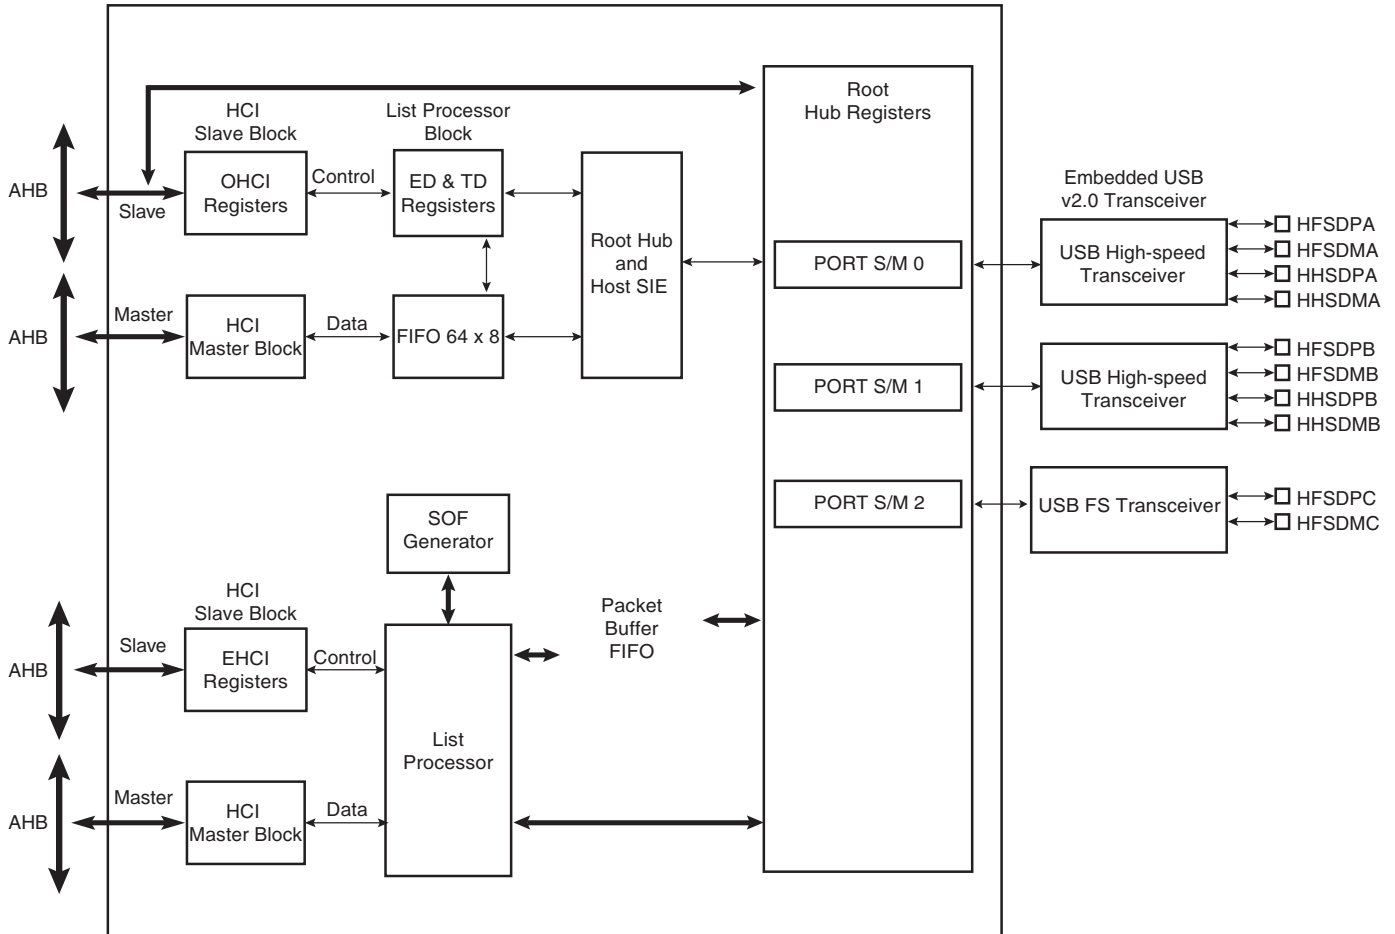 Root
Hub Registers
HCI
Slave Block
List Processor
Block
AHB
Slave
OHCI
Registers
Control
ED & TD
Regsisters
Root Hub
and
Host SIE
AHB
Master
HCI
Master Block
Data
FIFO 64 x 8
PORT S/M 0
PORT S/M 1
PORT S/M 2
Embedded USB
v2.0 Transceiver
USB High-speed
Transceiver
HFSDPA
HFSDMA
HHSDPA
HHSDMA
USB High-speed
Transceiver
HFSDPB
HFSDMB
HHSDPB
HHSDMB
USB FS Transceiver
HFSDPC
HFSDMC
SOF
Generator
HCI
Slave Block
AHB
Slave
EHCI
Registers
Control
Packet
Buffer
FIFO
List
Processor
AHB
Master
HCI
Master Block
Data